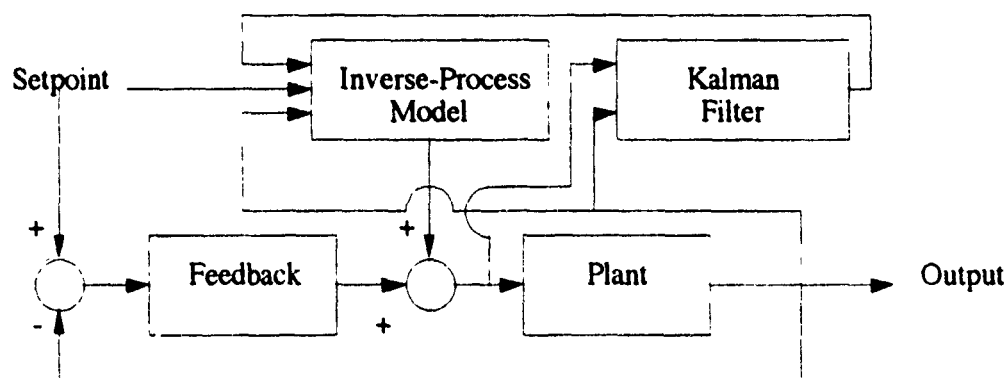 Setpoint
Inverse-Process
Model
Kalman
Filter
+
+
Feedback
Plant
Output
-
+